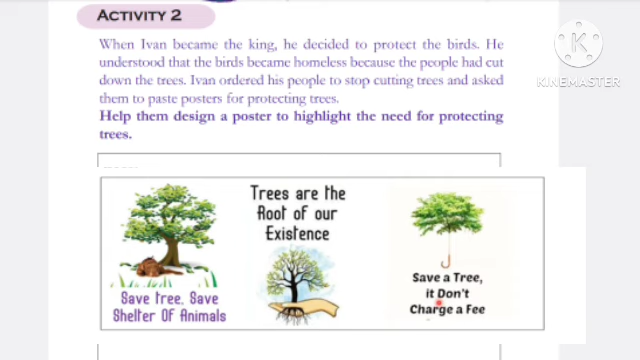 ACTIVITY 2
When Ivan became the king, he decided to protect the birds. He
understood that the birds became homeless because the people had cut
down the trees. Ivan ordered his people to stop cutting trees and asked
them to paste posters for protecting trees.
Help them design a poster to highlight the need for protecting
trees.
K
KINEMASTER
Save tree, Save
Shelter Of Animals
Trees are the
Root of our
Existence
Save a Tree,
it Don't
Charge a Fee